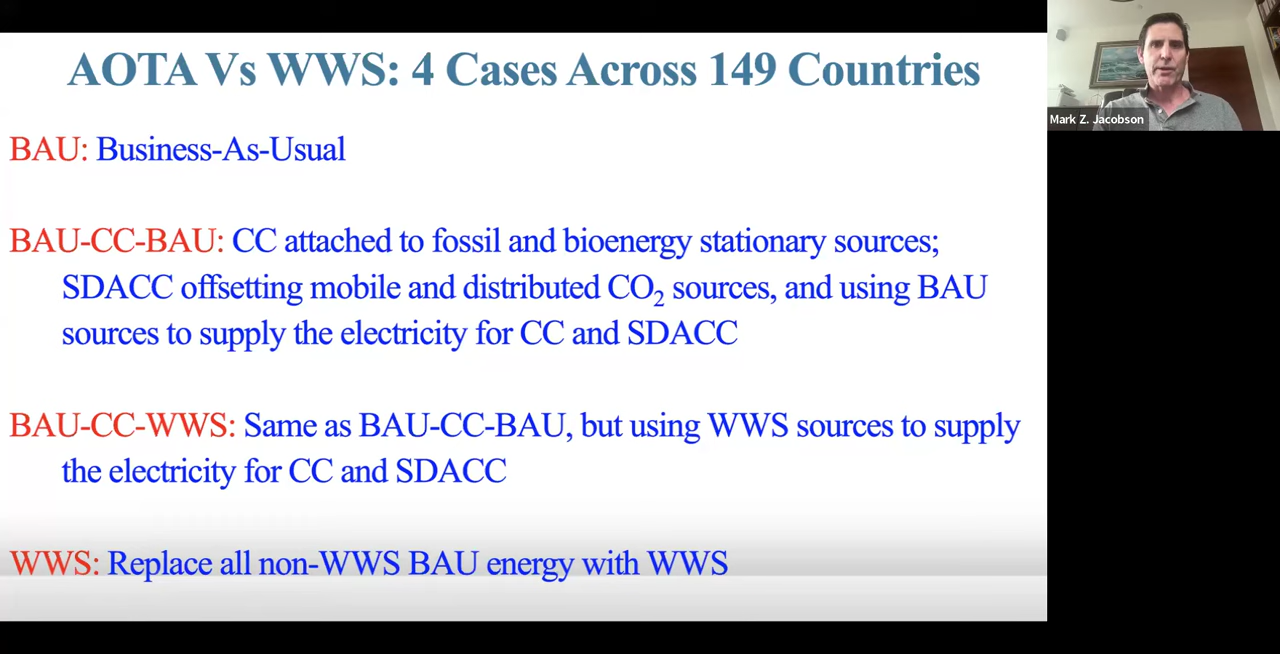 AOTA Vs WWS: 4 Cases Across 149 Countries
Mark Z. Jacobson
BAU: Business-As-Usual
BAU-CC-BAU: CC attached to fossil and bioenergy stationary sources;
SDACC offsetting mobile and distributed CO₂ sources, and using BAU
sources to supply the electricity for CC and SDACC
BAU-CC-WWS: Same as BAU-CC-BAU, but using WWS sources to supply
the electricity for CC and SDACC
WWS: Replace all non-WWS BAU energy with WWS